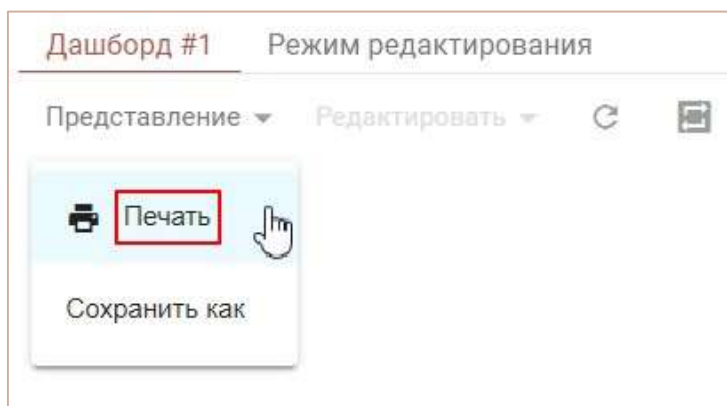 Дашборд #1 Режим редактирования
Представление Редактировать
Печать
Сохранить как